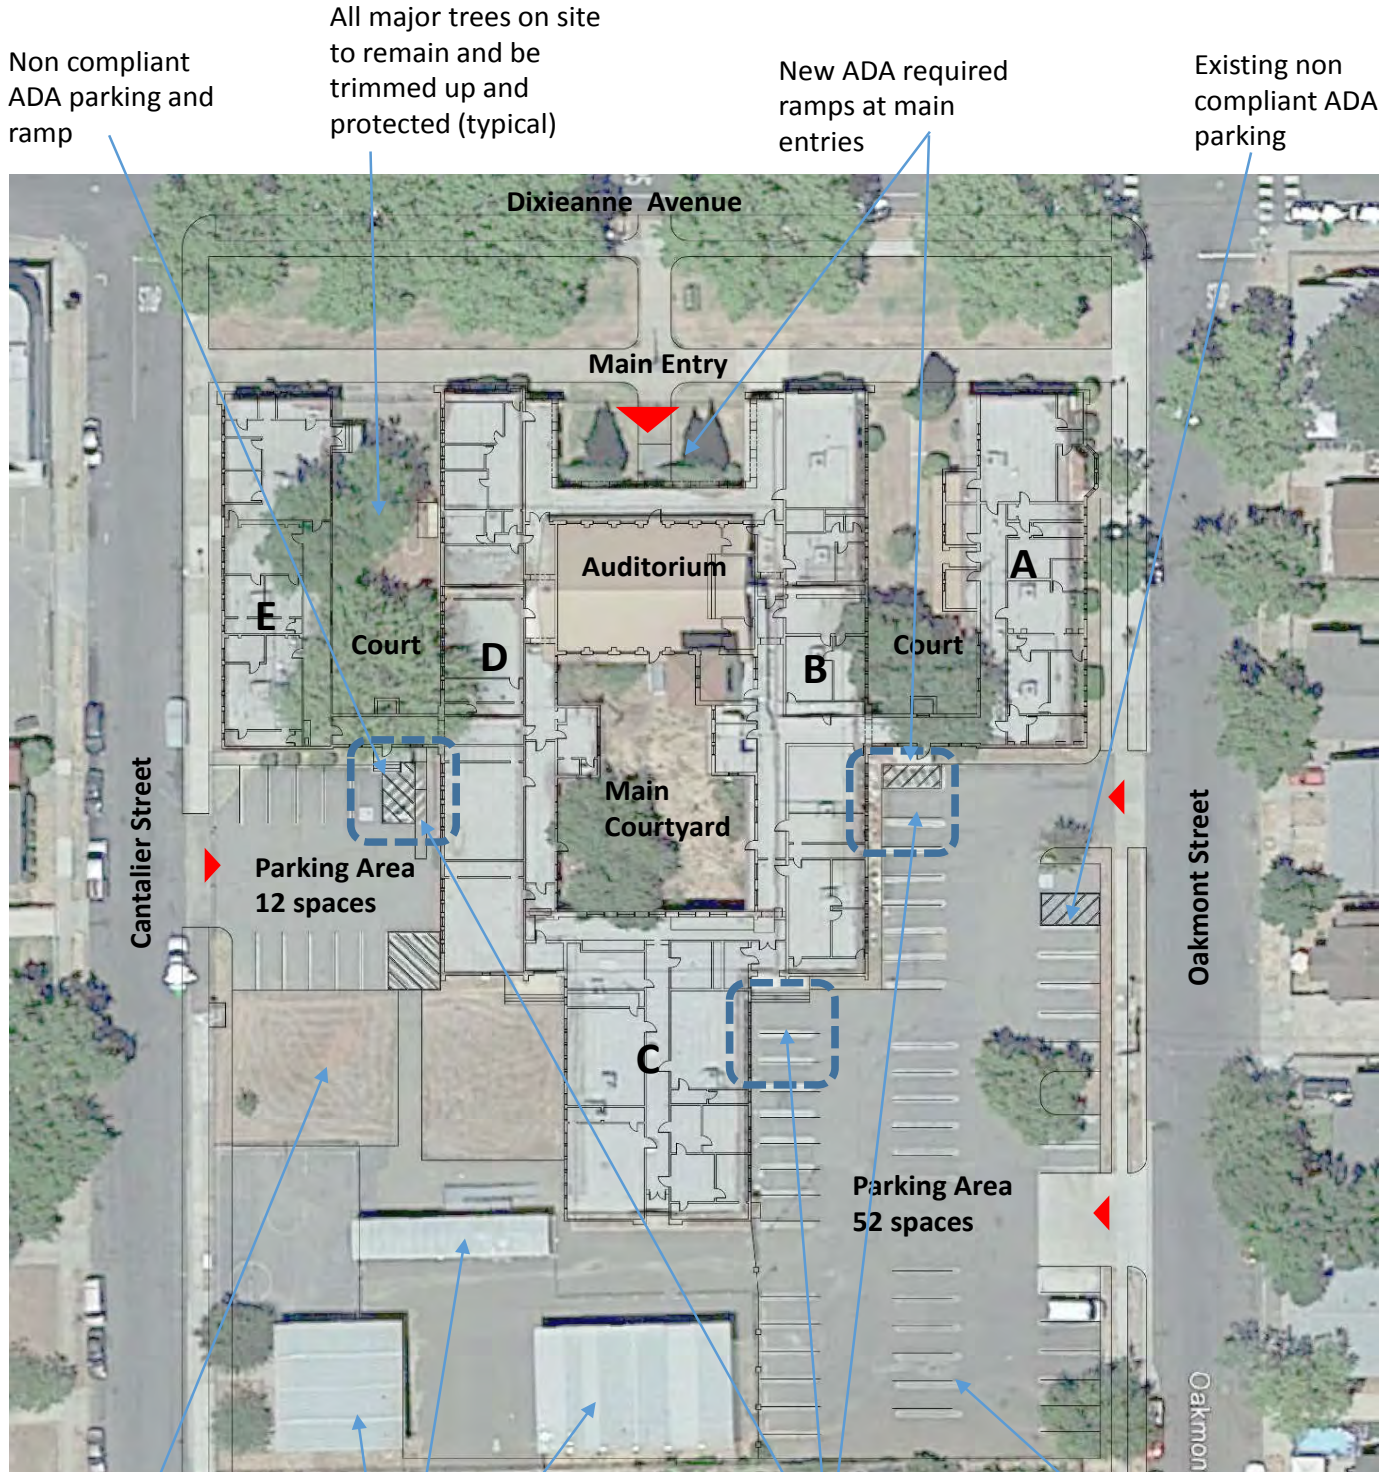 All major trees on site
to remain and be
trimmed up and
protected (typical)
Non compliant
ADA parking and
ramp
New ADA required
ramps at main
entries
Existing non
compliant ADA
parking
Dixieanne Avenue
Main Entry
Auditorium
A
E
Court
D
B
Court
Main
Courtyard
Cantalier Street
Parking Area
12 spaces
Oakmont Street
C
Parking Area
52 spaces
Oakmon